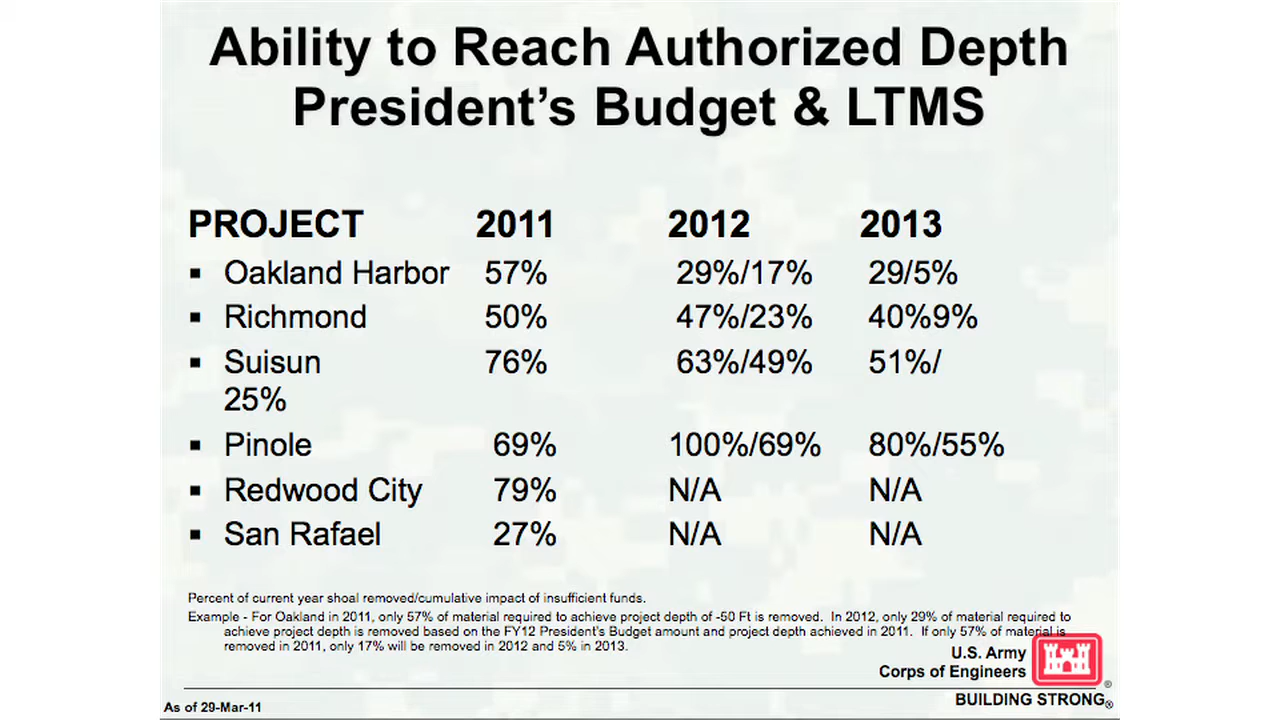 Ability to Reach Authorized Depth
President's Budget & LTMS
PROJECT 2011 2012 2013
▪ Oakland Harbor 57% 29%/17% 29/5%
▪ Richmond 50% 47%/23% 40%9%
▪ Suisun 76% 63%/49% 51%/
25%
▪ Pinole 69% 100%/69% 80%/55%
▪ Redwood City 79% N/A N/A
▪ San Rafael 27% N/A N/A
Percent of current year shoal removed/cumulative impact of insufficient funds.
Example - For Oakland in 2011, only 57% of material required to achieve project depth of -50 Ft is removed. In 2012, only 29% of material required to
achieve project depth is removed based on the FY12 President's Budget amount and project depth achieved in 2011. If only 57% of material is
removed in 2011, only 17% will be removed in 2012 and 5% in 2013.
U.S. Army
Corps of Engineers
®
BUILDING STRONG®
As of 29-Mar-11